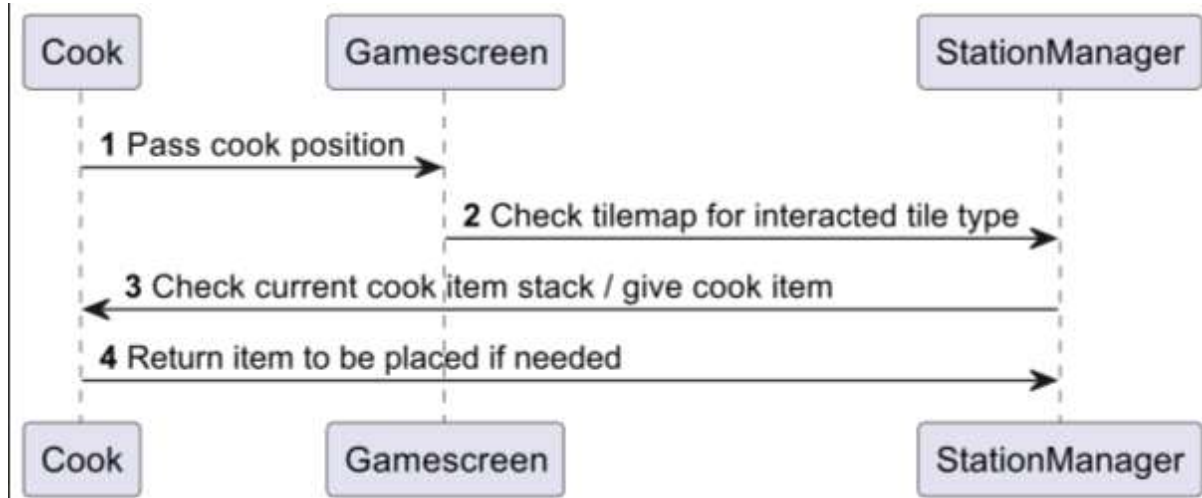 Cook
Gamescreen
StationManager
1 Pass cook position
2 Check tilemap for interacted tile type
3 Check current cook item stack / give cook item
4 Return item to be placed if needed
Cook
Gamescreen
StationManager